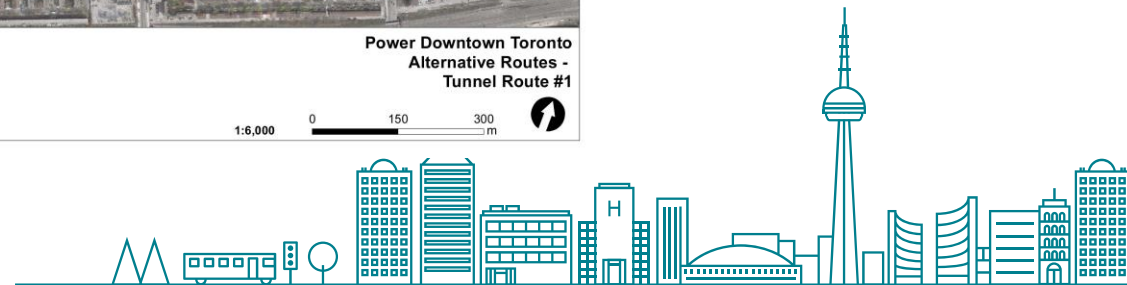 Power Downtown Toronto
Alternative Routes -
Tunnel Route #1
1:6,000
0 150 300
m
H